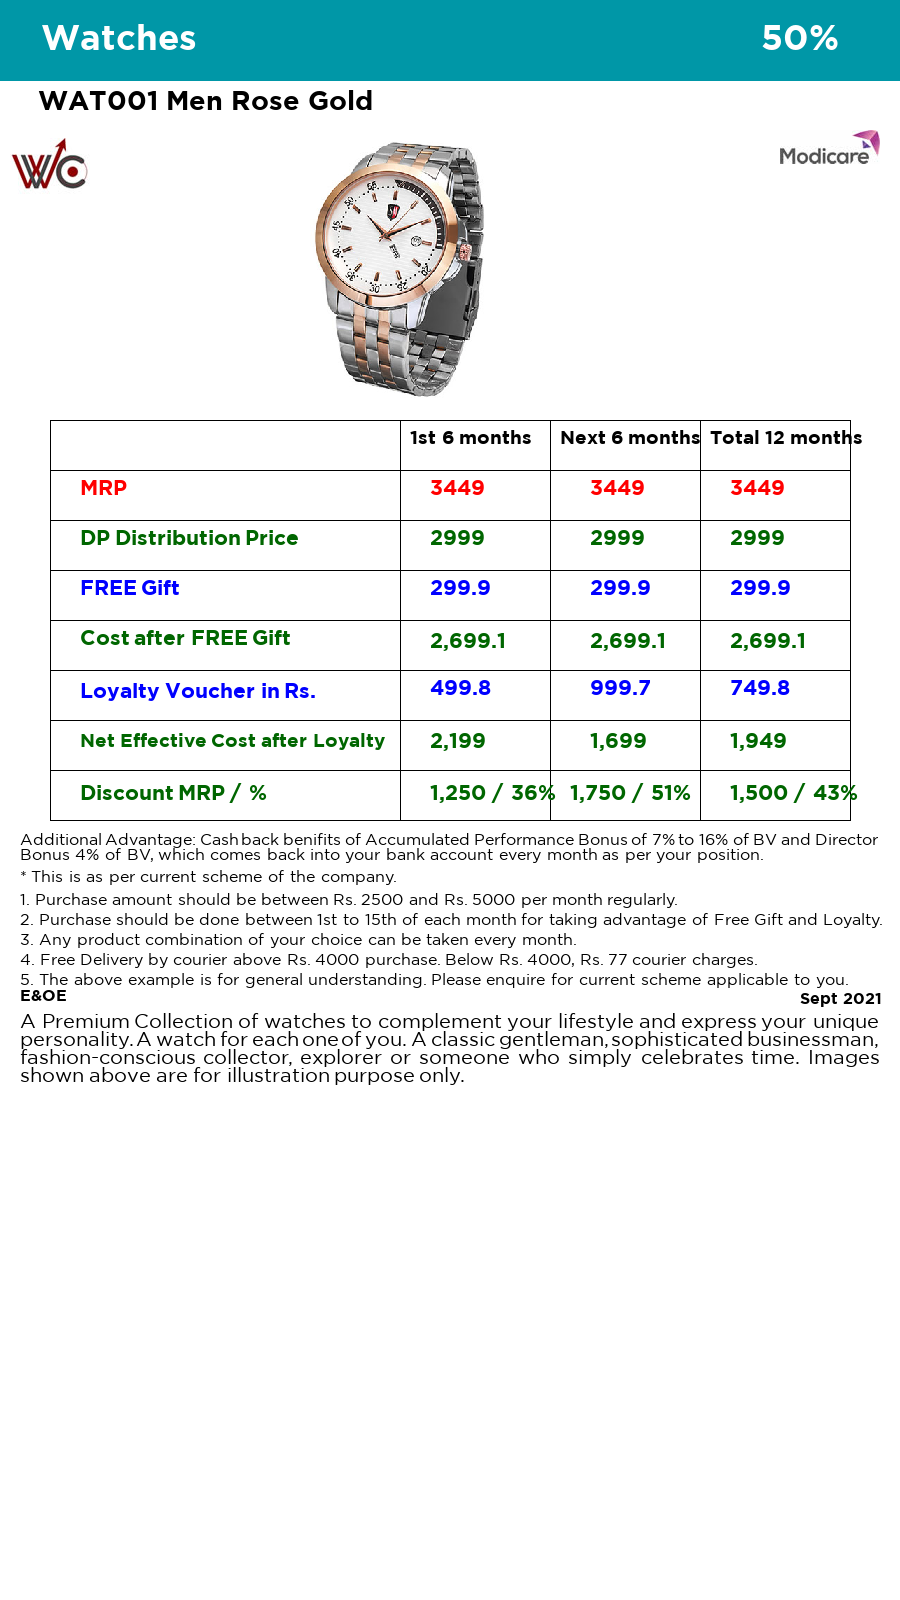 Watches 50%
WAT001 Men Rose Gold
WC
Modicare
1st 6 months Next 6 months Total 12 months
MRP 3449 3449 3449
DP Distribution Price 2999 2999 2999
FREE Gift 299.9 299.9 299.9
Cost after FREE Gift 2,699.1 2,699.1 2,699.1
Loyalty Voucher in Rs. 499.8 999.7 749.8
Net Effective Cost after Loyalty 2,199 1,699 1,949
Discount MRP / % 1,250 / 36% 1,750 / 51% 1,500 / 43%
Additional Advantage: Cashback benifits of Accumulated Performance Bonus of 7% to 16% of BV and Director
Bonus 4% of BV, which comes back into your bank account every month as per your position.
* This is as per current scheme of the company.
1. Purchase amount should be between Rs. 2500 and Rs. 5000 per month regularly.
2. Purchase should be done between 1st to 15th of each month for taking advantage of Free Gift and Loyalty.
3. Any product combination of your choice can be taken every month.
4. Free Delivery by courier above Rs. 4000 purchase. Below Rs. 4000, Rs. 77 courier charges.
5. The above example is for general understanding. Please enquire for current scheme applicable to you.
E&OE
Sept 2021
A Premium Collection of watches to complement your lifestyle and express your unique
personality. A watch for each one of you. A classic gentleman, sophisticated businessman,
fashion-conscious collector, explorer or someone who simply celebrates time. Images
shown above are for illustration purpose only.